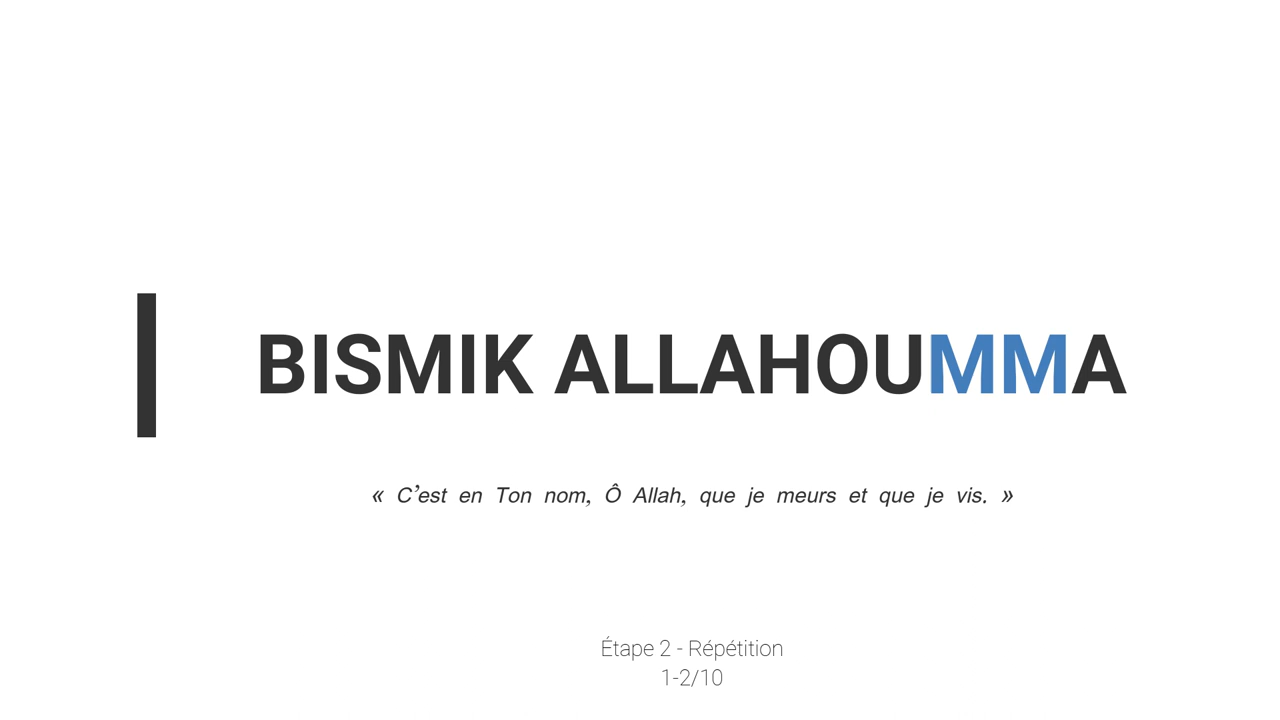 BISMIK ALLAHOUMMA
« C’est en Ton nom, Ô Allah, que je meurs et que je vis. »
Étape 2 - Répétition
1-2/10